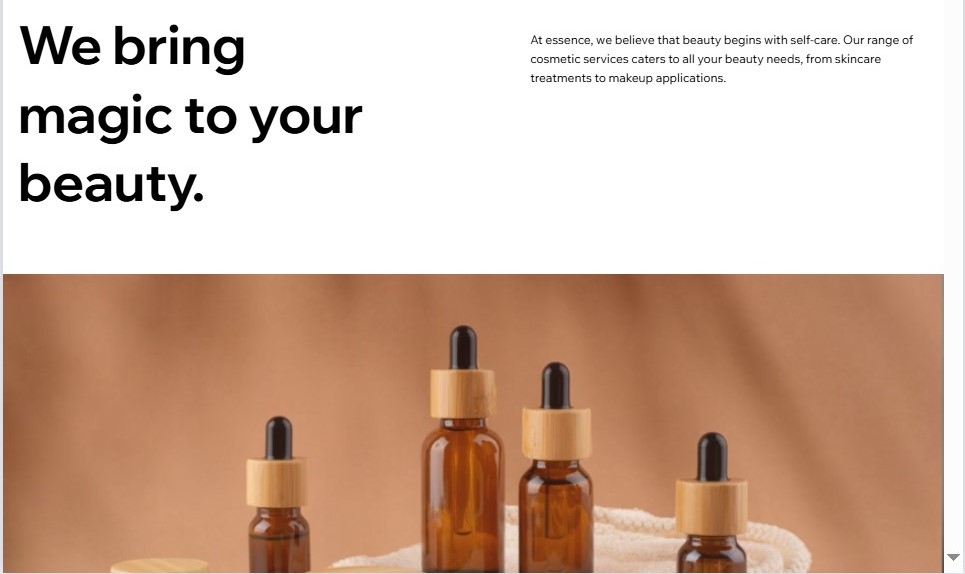 We bring
magic to your
beauty.
At essence, we believe that beauty begins with self-care. Our range of
cosmetic services caters to all your beauty needs, from skincare
treatments to makeup applications.